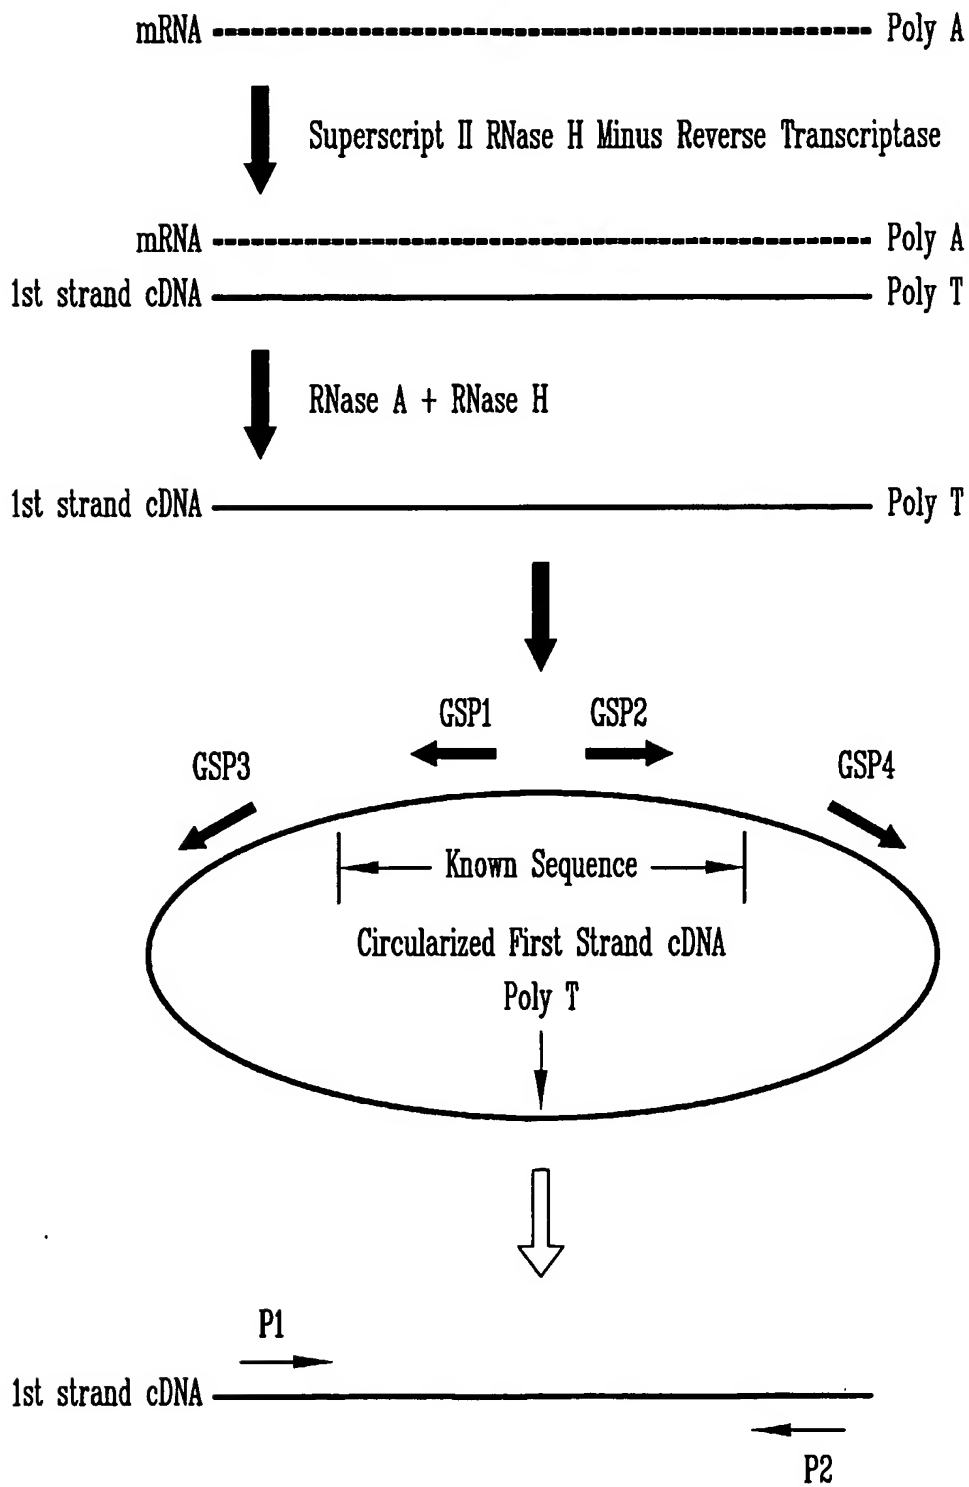 mRNA Poly A
Superscript II RNase H Minus Reverse Transcriptase
mRNA Poly A
1st strand cDNA Poly T
RNase A + RNase H
1st strand cDNA Poly T
GSP1 GSP2
GSP3 GSP4
Known Sequence
Circularized First Strand cDNA
Poly T
P1
1st strand cDNA
P2